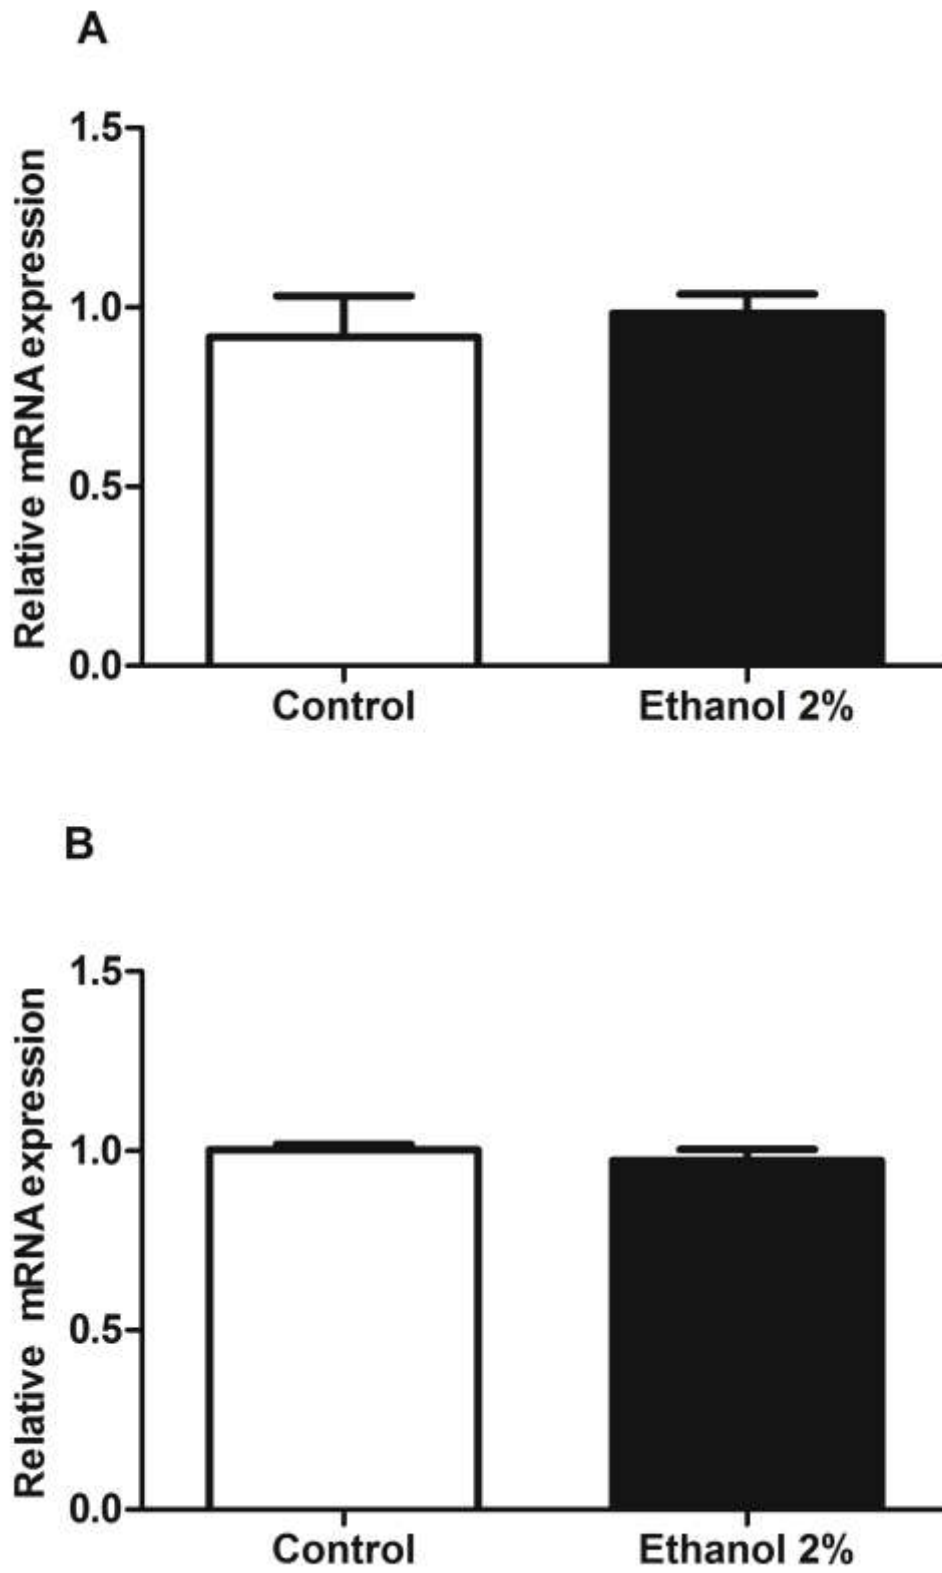 A
Relative mRNA expression
1.5
1.0
0.5
0.0
Control Ethanol 2%
B
Relative mRNA expression
1.5
1.0
0.5
0.0
Control Ethanol 2%